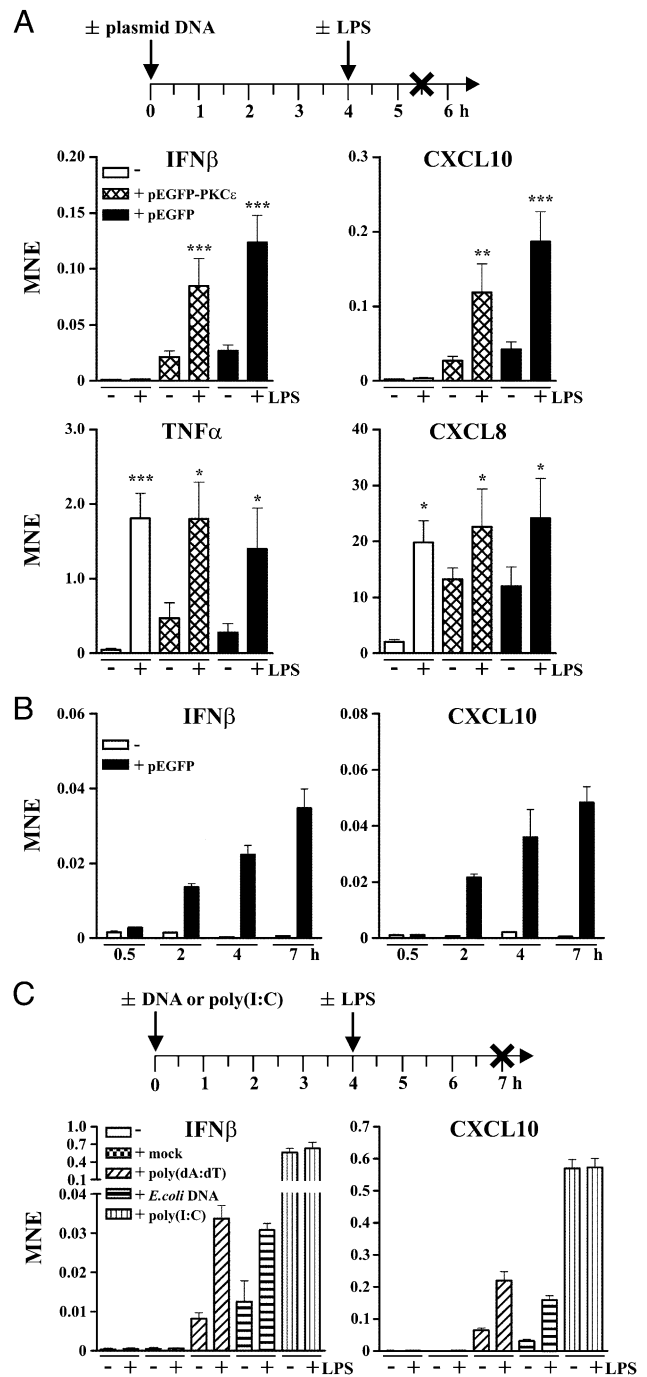 A
± plasmid DNA ± LPS
0 1 2 3 4 5 6 h
IFNβ CXCL10
0.20 0.3
- 
+ pEGFP-PKCε
+ pEGFP
*** *** ** ***
0.15 0.2
0.10
0.05 0.1
0 0.0
MNE
- + - + - + LPS - + - + - + LPS
TNFα CXCL8
3.0 40
*** * * * * *
2.0 30
20
1.0 10
0 0
MNE
- + - + - + LPS - + - + - + LPS
B
IFNβ CXCL10
0.06 0.08
-
+ pEGFP
0.04 0.06
0.04
0.02 0.02
0 0
MNE
0.5 2 4 7 h 0.5 2 4 7 h
C
± DNA or poly(I:C) ± LPS
0 1 2 3 4 5 6 7 h
IFNβ CXCL10
1.0 0.7
0.7 0.6
0.4 0.5
0.1 0.4
0.04 0.3
0.03 0.2
0.02 0.1
0.01 0.0
0
-
+ mock
+ poly(dA:dT)
+ E.coli DNA
+ poly(I:C)
MNE
- + - + - + - + - + LPS - + - + - + - + - + LPS